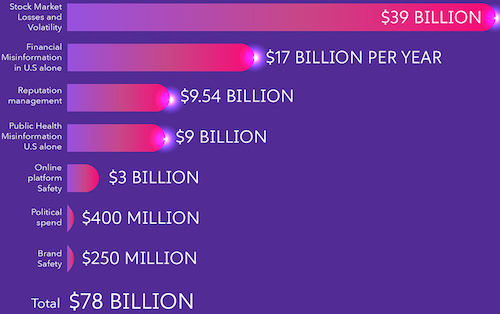 Stock Market
Losses and
Volatility
$39 BILLION
Financial
Misinformation
in U.S alone
$17 BILLION PER YEAR
Reputation
management
$9.54 BILLION
Public Health
Misinformation
U.S alone
$9 BILLION
Online
platform
Safety
$3 BILLION
Political
spend
$400 MILLION
Brand
Safety
$250 MILLION
Total $78 BILLION